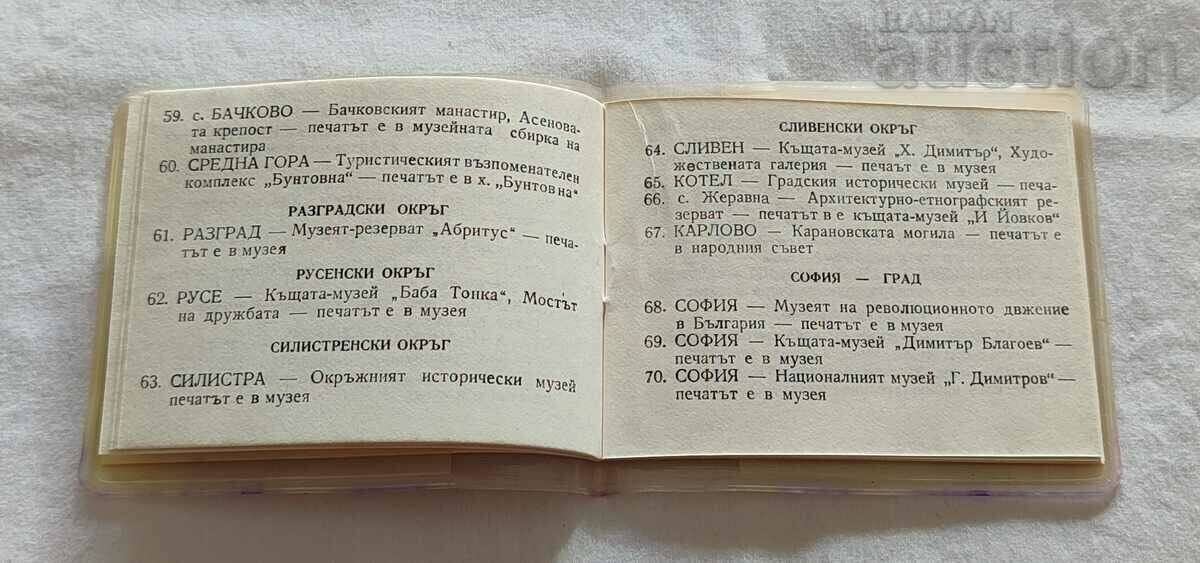 59. с. БАЧКОВО — Бачковският манастир, Асенова-
та крепост — печатът е в музейната сбирка на
манастира
60. СРЕДНА ГОРА — Туристическият възпоменателен
комплекс „Бунтовна“ — печатът е в х. „Бунтовна“
РАЗГРАДСКИ ОКРЪГ
61. РАЗГРАД — Музеят-резерват „Абритус“ — печа-
тът е в музея
РУСЕНСКИ ОКРЪГ
62. РУСЕ — Къщата-музей „Баба Тонка“, Мостът
на дружбата — печатът е в музея
СИЛИСТРЕНСКИ ОКРЪГ
63. СИЛИСТРА — Окръжният исторически музей
печатът е в музея
СЛИВЕНСКИ ОКРЪГ
64. СЛИВЕН — Къщата-музей „Х. Димитър“, Худо-
жествената галерия — печаът е в музея
65. КОТЕЛ — Градския исторически музей — печа-
66. с. Жеравна — Архитектурно-етнографският ре-
зерват — печатът в е къщата-музей „И Йовков“
67. КАРЛОВО — Карановската могила — печатът е
в народния съвет
СОФИЯ — ГРАД
68. СОФИЯ — Музеят на революционното движение
в България — печатът е в музея
69. СОФИЯ — Къщата-музей „Димитър Благоев“ —
печатът е в музея
70. СОФИЯ — Националният музей „Г. Димитров“ —
печатът е в музея
БАЛКАН
auction